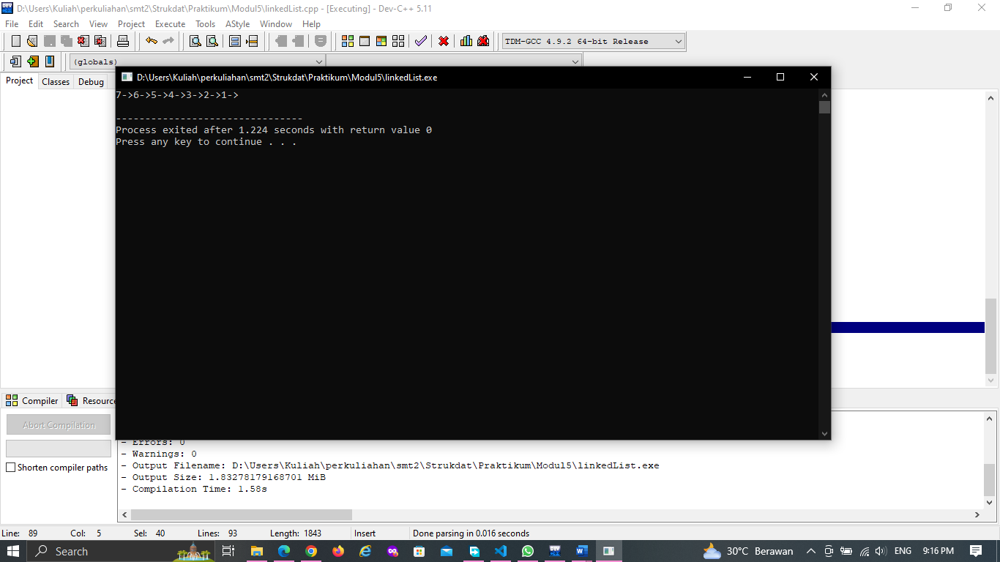 D:\Users\Kuliah\perkuliahan\smt2\Strukdat\Praktikum\Modul5\linkedList.cpp - [Executing] - Dev-C++ 5.11
File Edit Search View Project Execute Tools AStyle Window Help
TDM-GCC 4.9.2 64-bit Release
(globals)
Project Classes Debug
D:\Users\Kuliah\perkuliahan\smt2\Strukdat\Praktikum\Modul5\linkedList.exe
7->6->5->4->3->2->1->
--------------------------------
Process exited after 1.224 seconds with return value 0
Press any key to continue . . .
Compiler Resource
Abort Compilation
Shorten compiler paths
- Errors: 0
- Warnings: 0
- Output Filename: D:\Users\Kuliah\perkuliahan\smt2\Strukdat\Praktikum\Modul5\linkedList.exe
- Output Size: 1.83278179168701 MiB
- Compilation Time: 1.58s
Line: 89 Col: 5 Sel: 40 Lines: 93 Length: 1843 Insert Done parsing in 0.016 seconds
Search 30°C Berawan ENG 9:16 PM